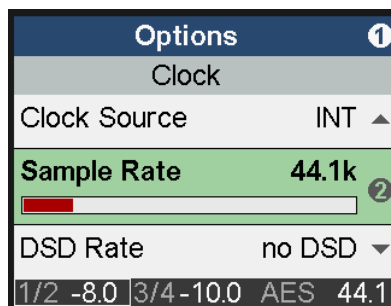 Options 1
Clock
Clock Source INT
Sample Rate 44.1k
2
DSD Rate no DSD
1/2 -8.0 3/4 -10.0 AES 44.1